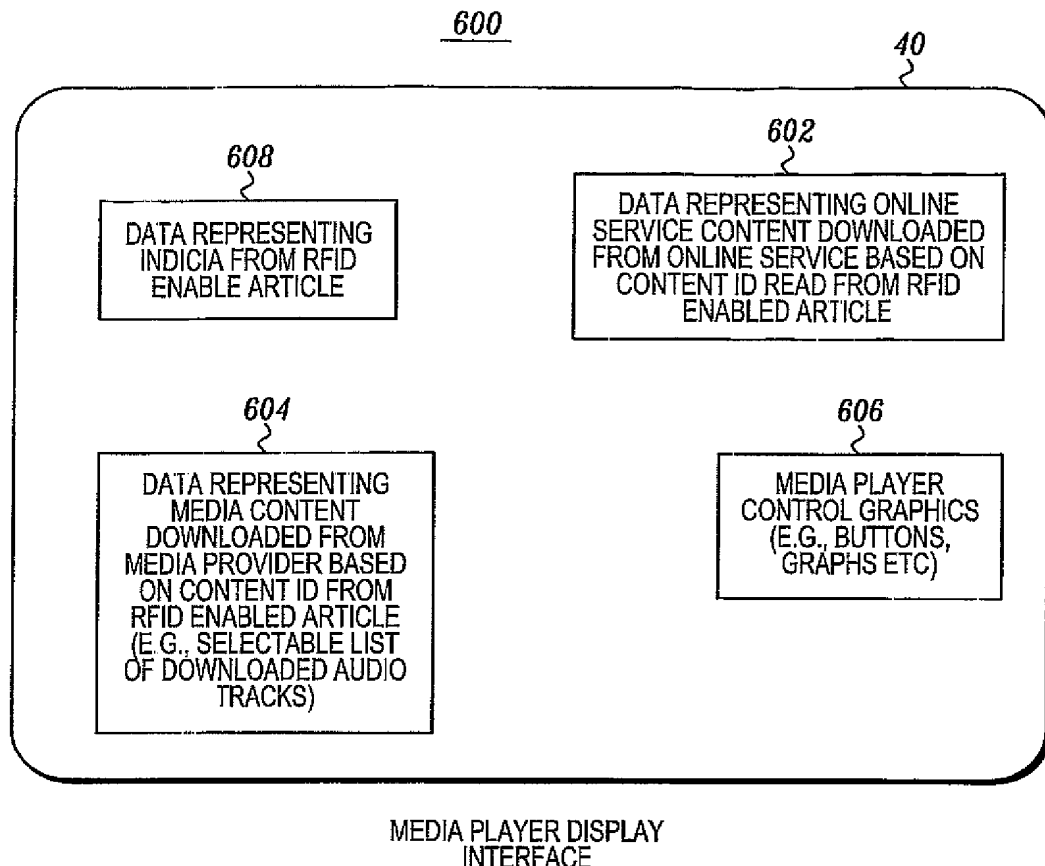 600
40
608
DATA REPRESENTING
INDICIA FROM RFID
ENABLE ARTICLE
602
DATA REPRESENTING ONLINE
SERVICE CONTENT DOWNLOADED
FROM ONLINE SERVICE BASED ON
CONTENT ID READ FROM RFID
ENABLED ARTICLE
604
DATA REPRESENTING
MEDIA CONTENT
DOWNLOADED FROM
MEDIA PROVIDER BASED
ON CONTENT ID FROM
RFID ENABLED ARTICLE
(E.G., SELECTABLE LIST
OF DOWNLOADED AUDIO
TRACKS)
606
MEDIA PLAYER
CONTROL GRAPHICS
(E.G., BUTTONS,
GRAPHS ETC)
MEDIA PLAYER DISPLAY
INTERFACE